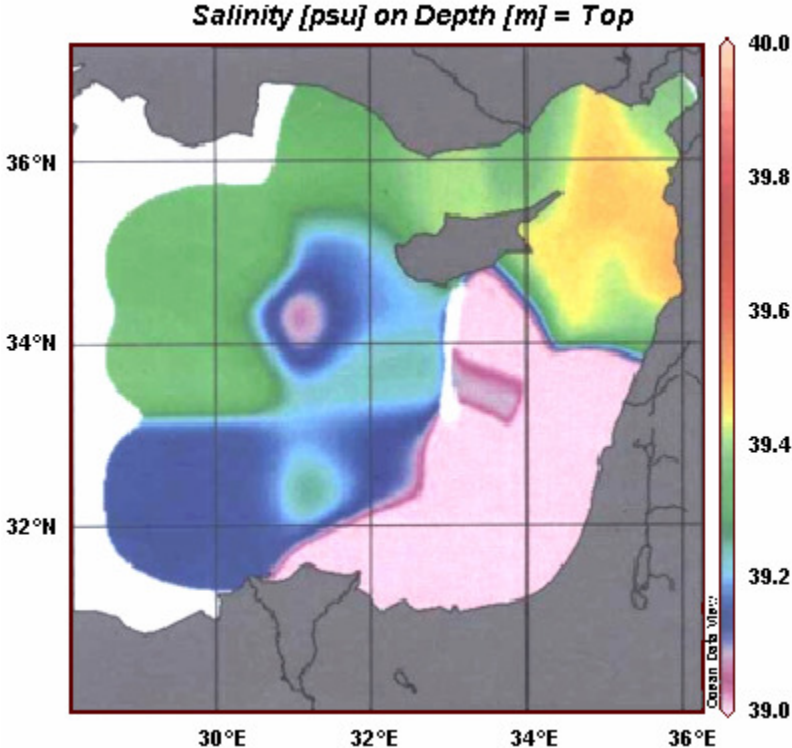 Salinity [psu] on Depth [m] = Top
40.0
36°N
39.8
39.6
34°N
39.4
32°N
39.2
Ocean Data View
39.0
30°E 32°E 34°E 36°E